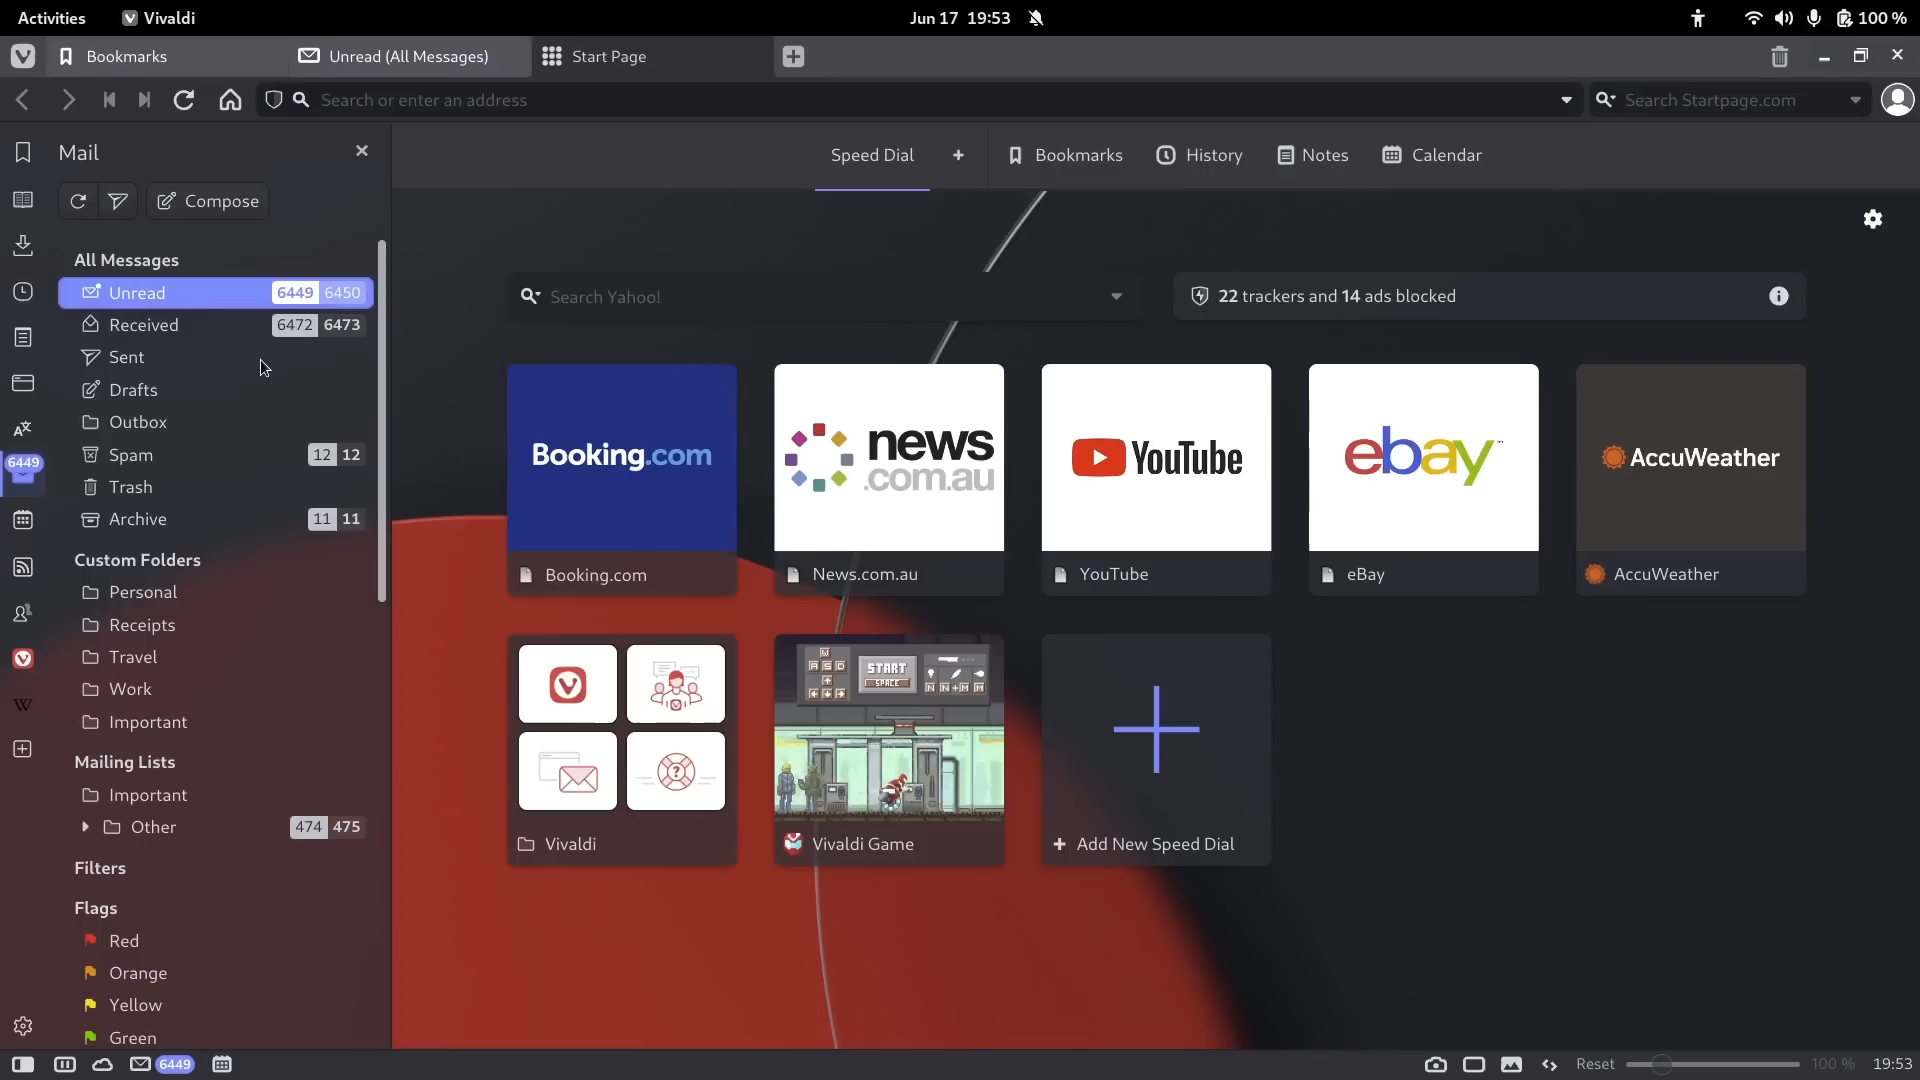 Activities Vivaldi Jun 17 19:53 100 %
Bookmarks Unread (All Messages) Start Page
Search or enter an address Search Startpage.com
Mail
Compose
All Messages
Unread 6449 6450
Received 6472 6473
Sent
Drafts
Outbox
Spam 12 12
Trash
Archive 11 11
Custom Folders
Personal
Receipts
Travel
Work
Important
Mailing Lists
Important
Other 474 475
Filters
Flags
Red
Orange
Yellow
Green
6449
W
Speed Dial + Bookmarks History Notes Calendar
Search Yahoo! 22 trackers and 14 ads blocked
Booking.com
news
.com.au
YouTube
ebay™
AccuWeather
Booking.com News.com.au YouTube eBay AccuWeather
W
A S D
START
SPACE
N N+M M
Vivaldi Vivaldi Game + Add New Speed Dial
6449 Reset 100 % 19:53